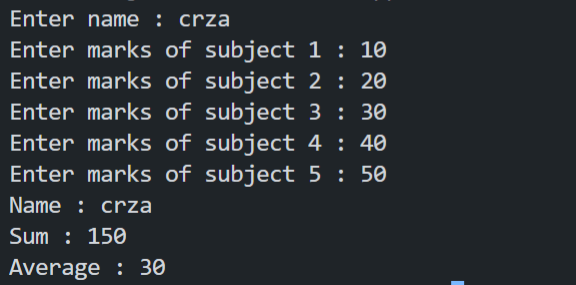 Enter name : crza
Enter marks of subject 1 : 10
Enter marks of subject 2 : 20
Enter marks of subject 3 : 30
Enter marks of subject 4 : 40
Enter marks of subject 5 : 50
Name : crza
Sum : 150
Average : 30